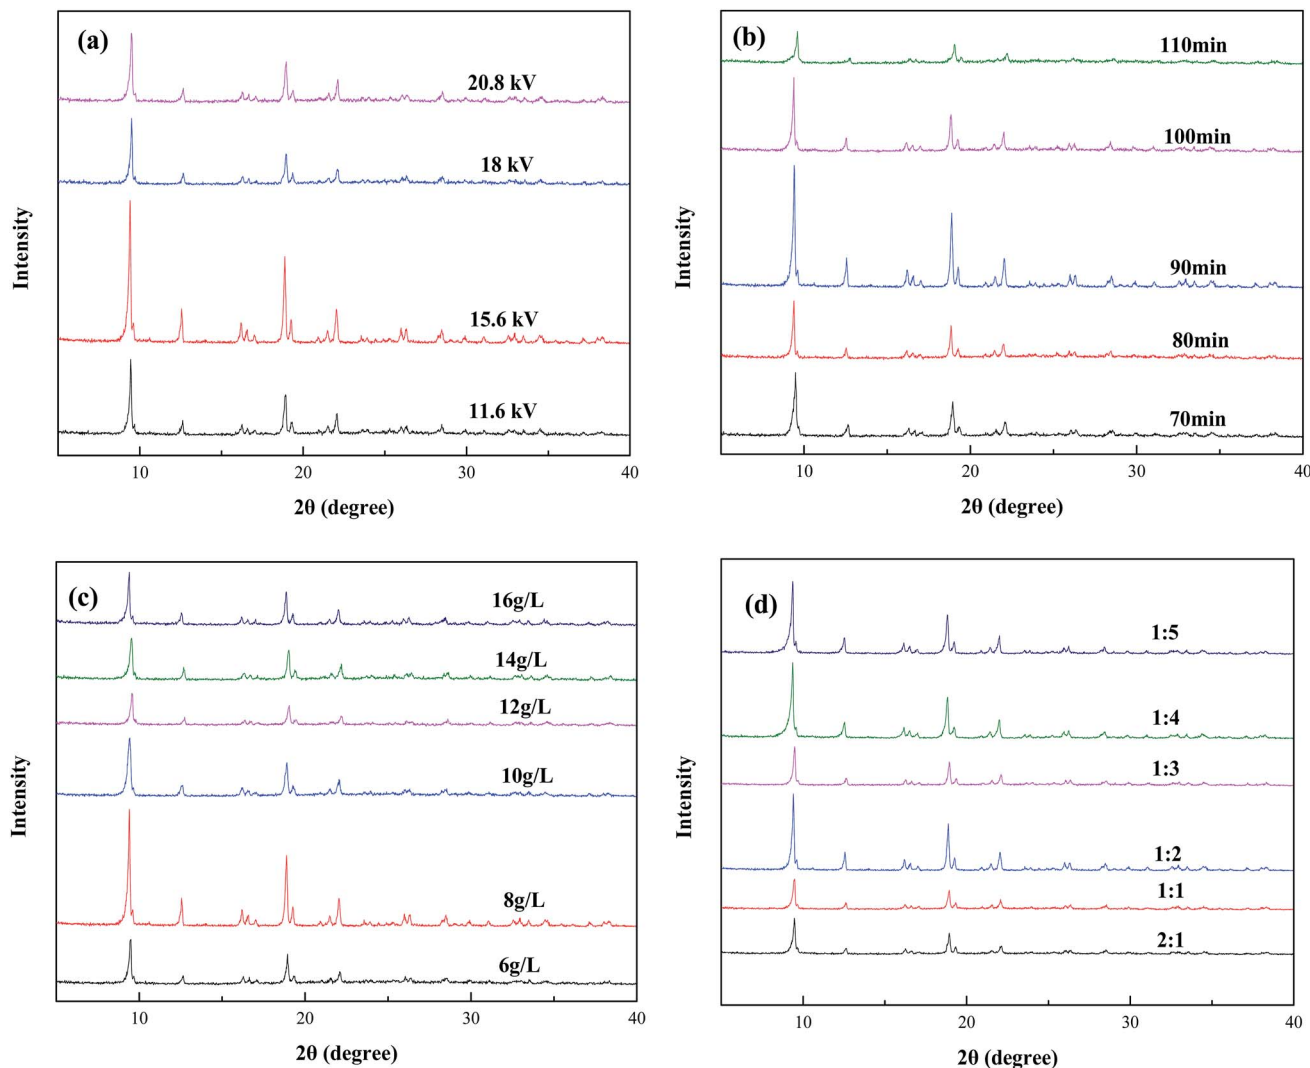 (a)
20.8 kV
18 kV
15.6 kV
11.6 kV
Intensity
10
20
30
40
2θ (degree)
(b)
110min
100min
90min
80min
70min
Intensity
10
20
30
40
2θ (degree)
(c)
16g/L
14g/L
12g/L
10g/L
8g/L
6g/L
Intensity
10
20
30
40
2θ (degree)
(d)
1:5
1:4
1:3
1:2
1:1
2:1
Intensity
10
20
30
40
2θ (degree)